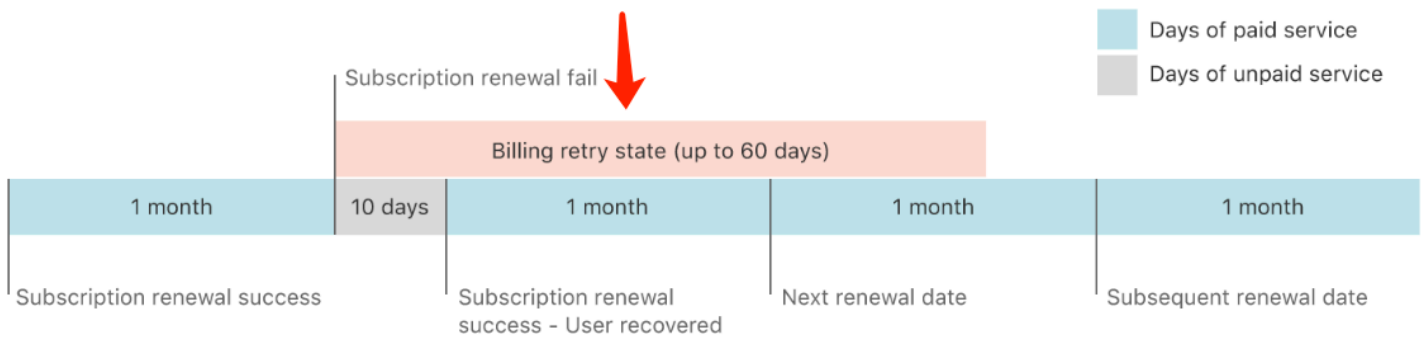 Days of paid service
Days of unpaid service
Subscription renewal fail
Billing retry state (up to 60 days)
1 month
10 days
1 month
1 month
1 month
Subscription renewal success
Subscription renewal
success - User recovered
Next renewal date
Subsequent renewal date